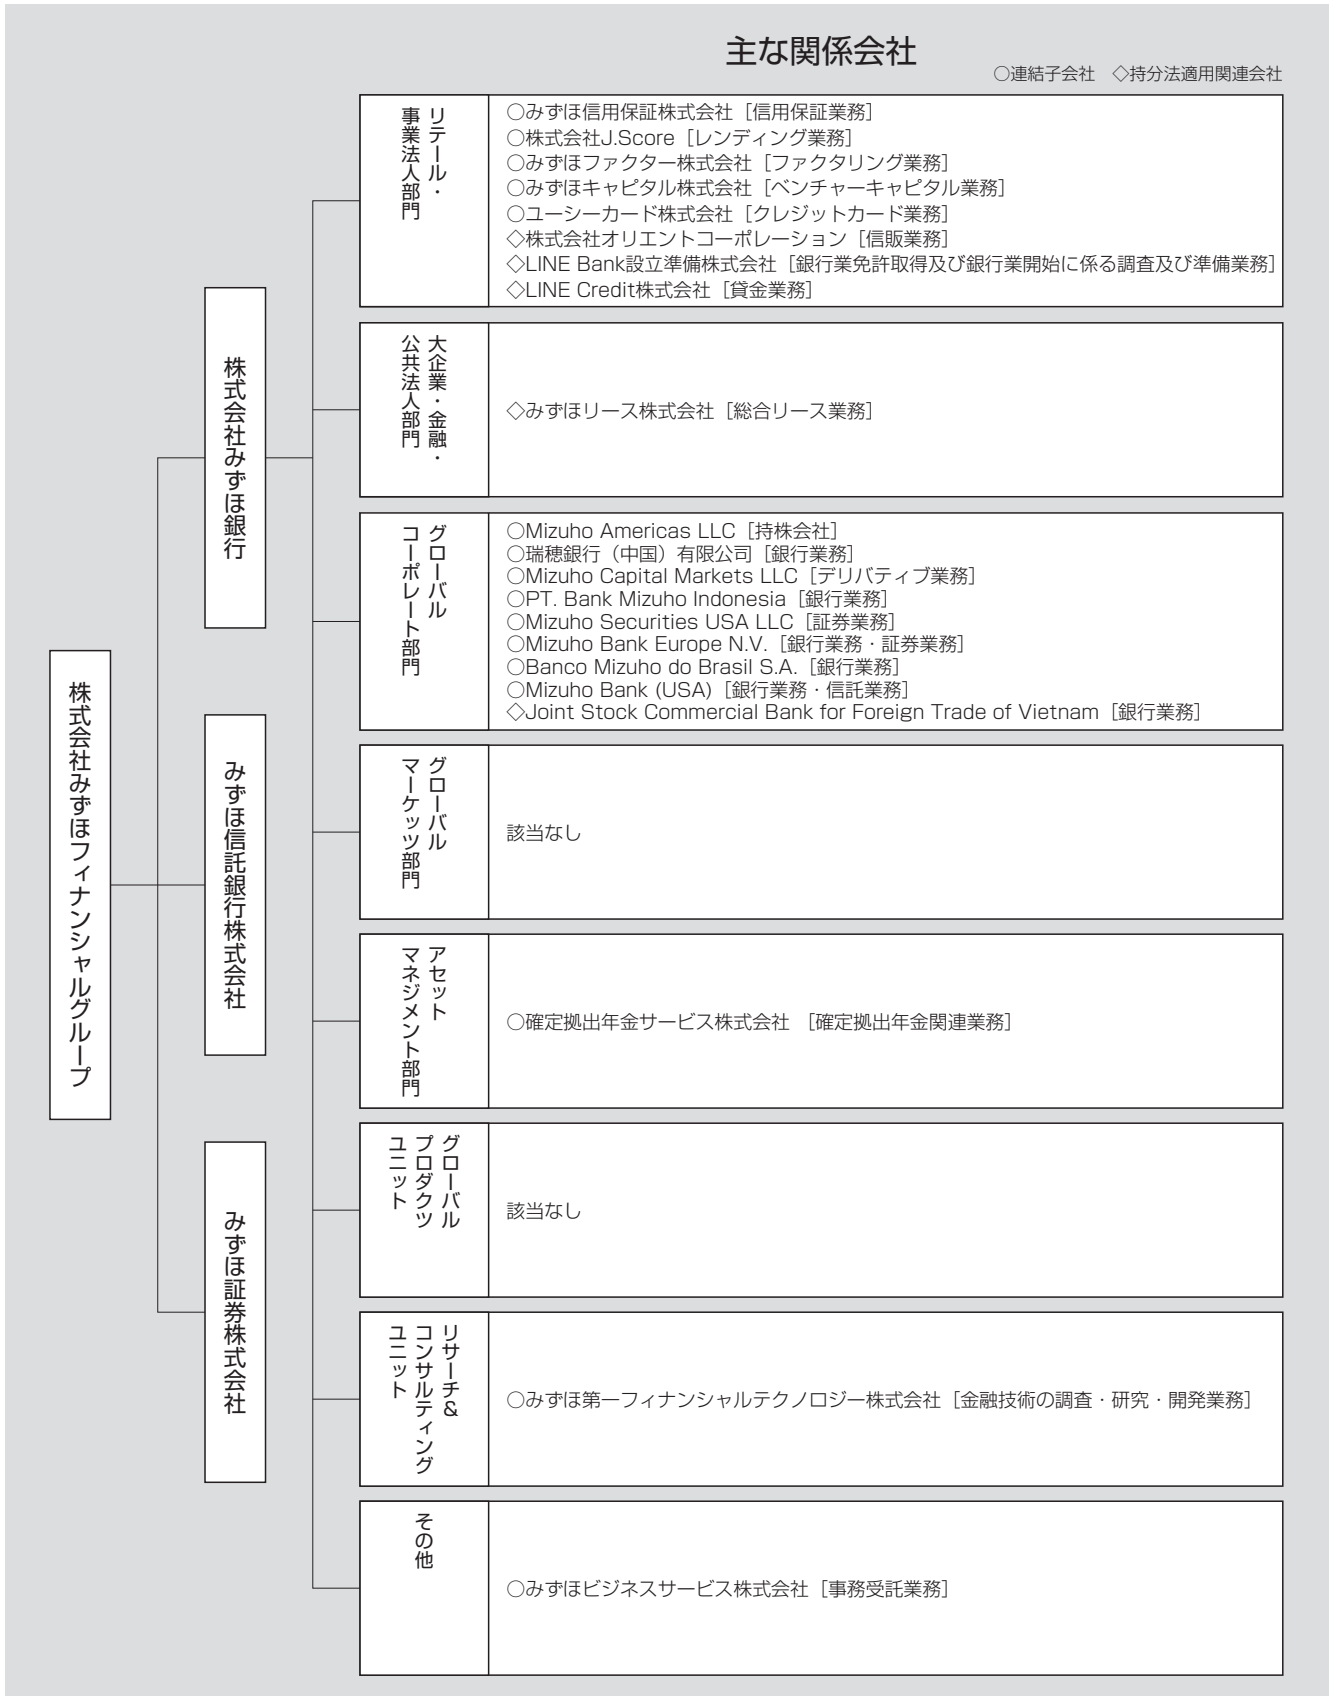 主な関係会社
○連結子会社 ◇持分法適用関連会社
株式会社みずほフィナンシャルグループ
株式会社みずほ銀行
みずほ信託銀行株式会社
みずほ証券株式会社
リテール・
事業法人部門
○みずほ信用保証株式会社［信用保証業務］
○株式会社J.Score［レンディング業務］
○みずほファクター株式会社［ファクタリング業務］
○みずほキャピタル株式会社［ベンチャーキャピタル業務］
○ユーシーカード株式会社［クレジットカード業務］
◇株式会社オリエントコーポレーション［信販業務］
◇LINE Bank設立準備株式会社［銀行業免許取得及び銀行業開始に係る調査及び準備業務］
◇LINE Credit株式会社［貸金業務］
大企業・金融・
公共法人部門
◇みずほリース株式会社［総合リース業務］
グローバル
コーポレート部門
○Mizuho Americas LLC［持株会社］
○瑞穂銀行（中国）有限公司［銀行業務］
○Mizuho Capital Markets LLC［デリバティブ業務］
○PT. Bank Mizuho Indonesia［銀行業務］
○Mizuho Securities USA LLC［証券業務］
○Mizuho Bank Europe N.V.［銀行業務・証券業務］
○Banco Mizuho do Brasil S.A.［銀行業務］
○Mizuho Bank (USA)［銀行業務・信託業務］
◇Joint Stock Commercial Bank for Foreign Trade of Vietnam［銀行業務］
グローバル
マーケッツ部門
該当なし
アセット
マネジメント部門
○確定拠出年金サービス株式会社 ［確定拠出年金関連業務］
グローバル
プロダクツ
ユニット
該当なし
リサーチ&
コンサルティング
ユニット
○みずほ第一フィナンシャルテクノロジー株式会社［金融技術の調査・研究・開発業務］
その他
○みずほビジネスサービス株式会社［事務受託業務］